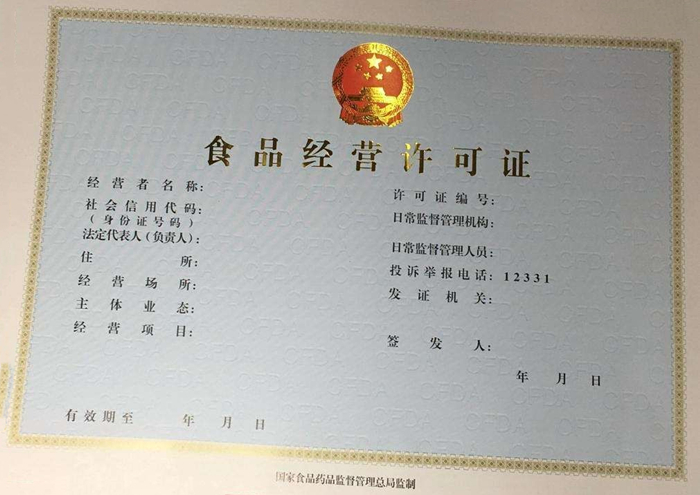 食品经营许可证
经营者名称：
社会信用代码：
（身份证号码）
法定代表人（负责人）：
住所：
经营场所：
主体业态：
经营项目：
有效期至 年 月 日
许可证编号：
日常监督管理机构：
日常监督管理人员：
投诉举报电话：12331
发证机关：
签发人：
年 月 日
国家食品药品监督管理总局监制